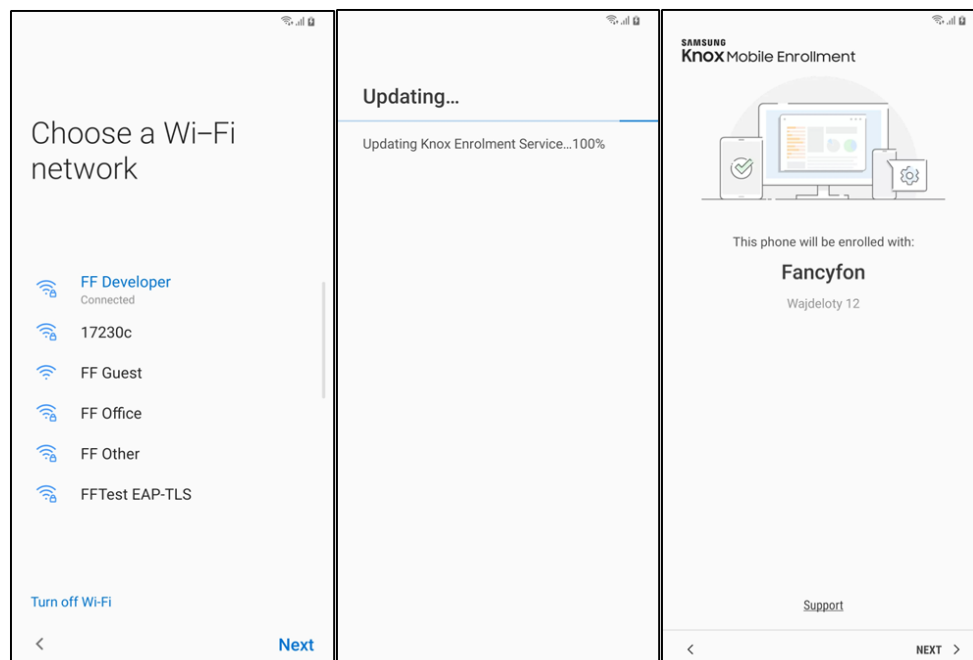 Choose a Wi–Fi
network
FF Developer
Connected
17230c
FF Guest
FF Office
FF Other
FFTest EAP-TLS
Turn off Wi-Fi
Next
Updating...
Updating Knox Enrolment Service...100%
SAMSUNG
Knox Mobile Enrollment
This phone will be enrolled with:
Fancyfon
Wajdeloty 12
Support
NEXT